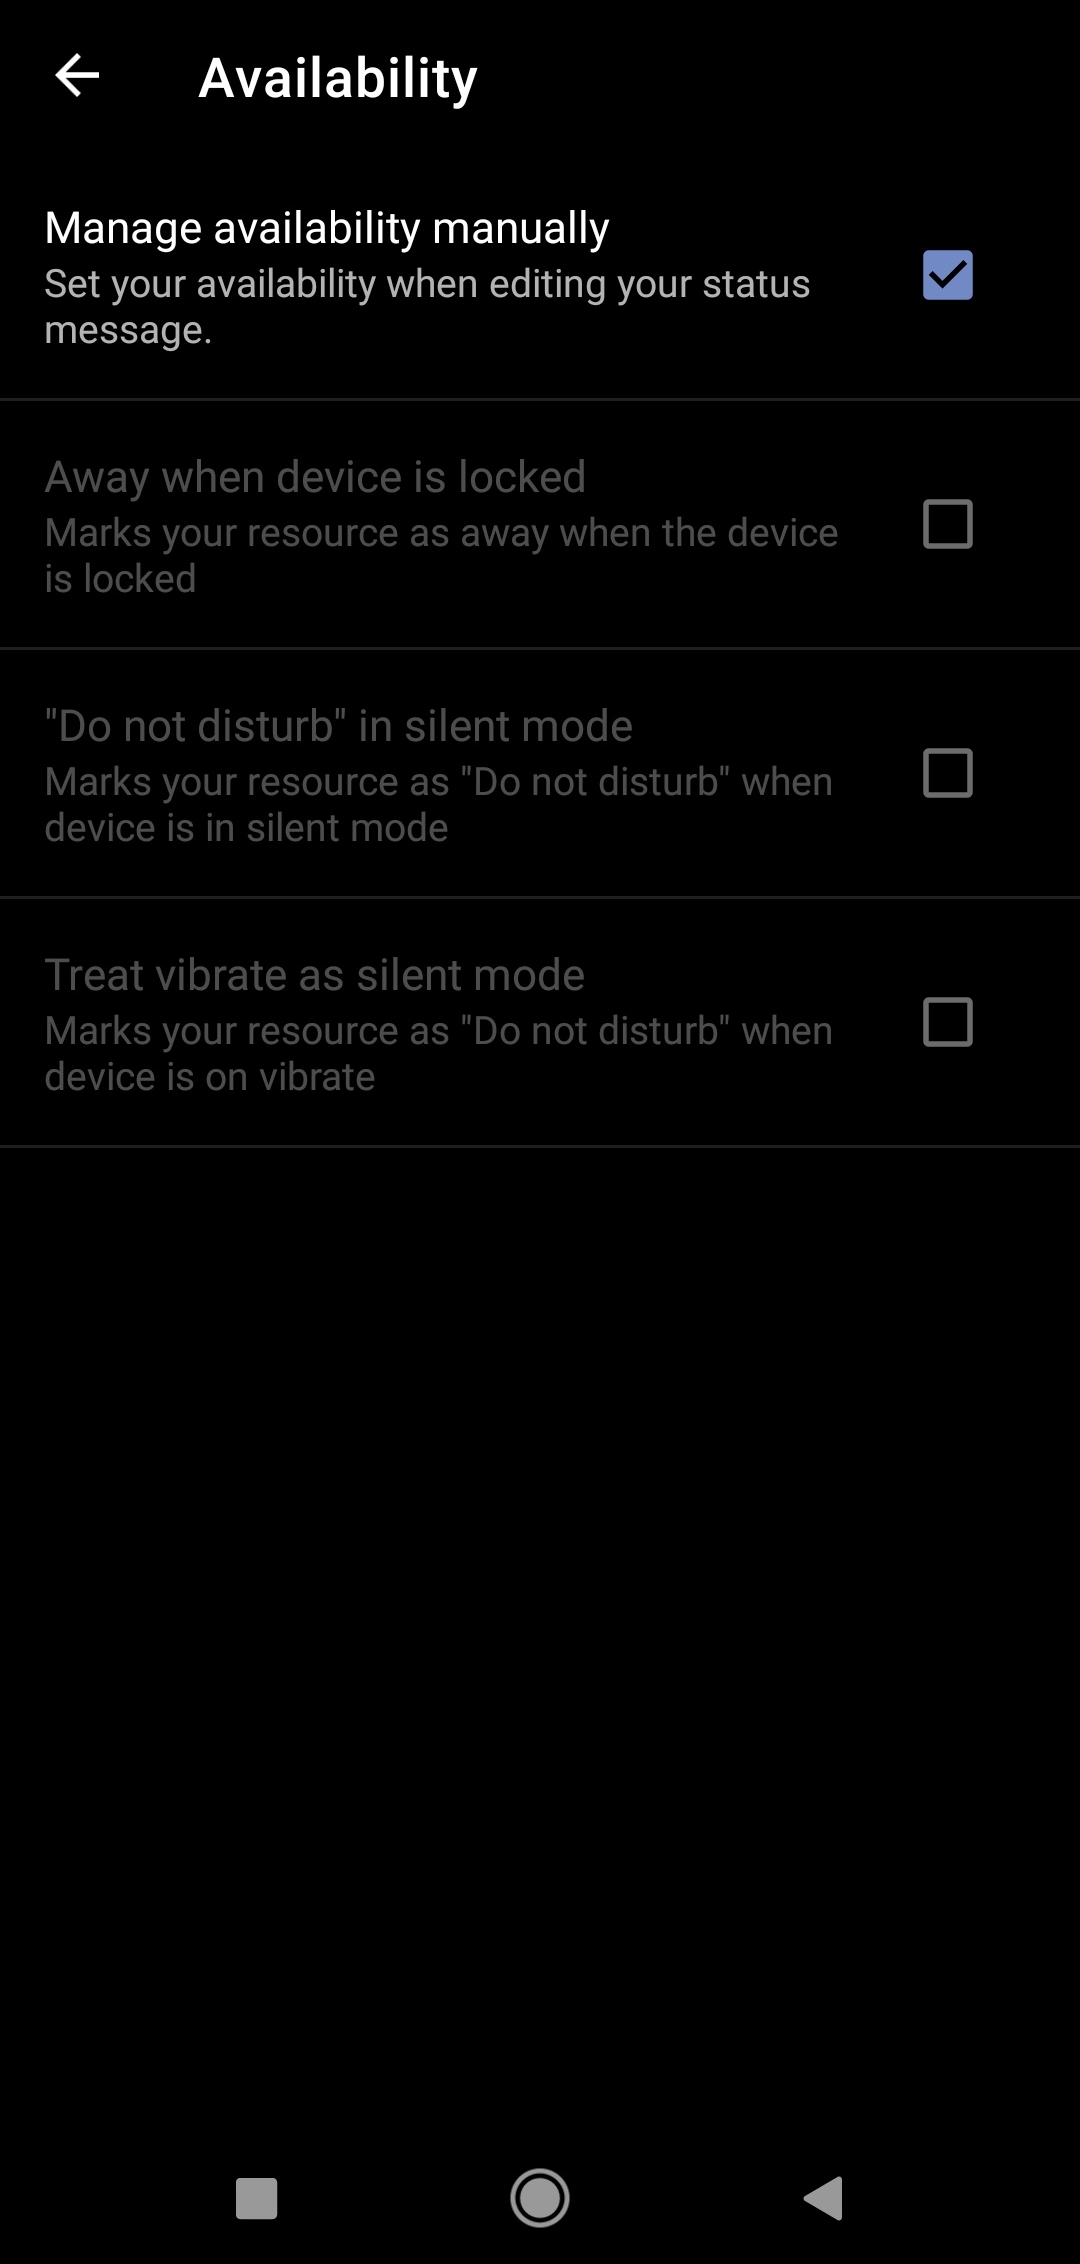 Availability
Manage availability manually
Set your availability when editing your status
message.
Away when device is locked
Marks your resource as away when the device
is locked
"Do not disturb" in silent mode
Marks your resource as "Do not disturb" when
device is in silent mode
Treat vibrate as silent mode
Marks your resource as "Do not disturb" when
device is on vibrate